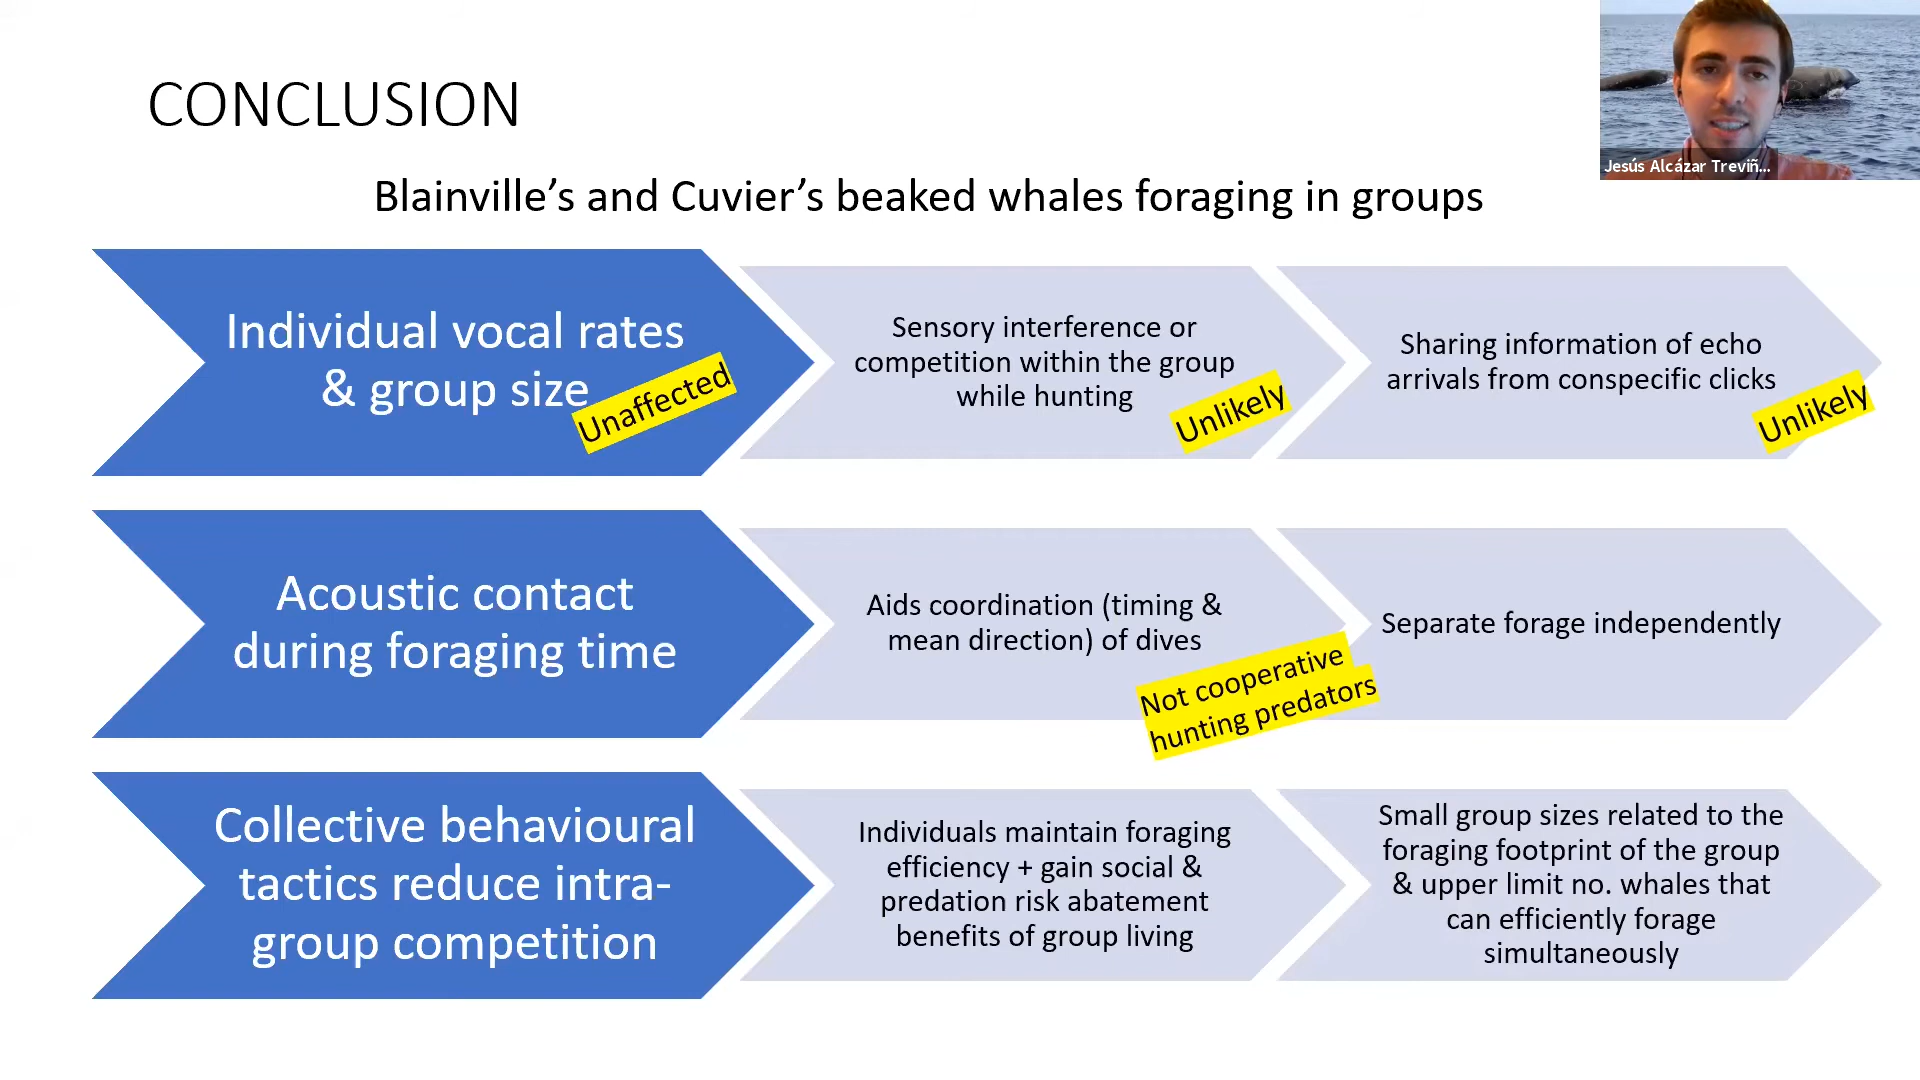 CONCLUSION
Jesús Alcázar Treviñ...
Blainville’s and Cuvier’s beaked whales foraging in groups
Individual vocal rates
& group size
Unaffected
Sensory interference or
competition within the group
while hunting
Unlikely
Sharing information of echo
arrivals from conspecific clicks
Unlikely
Acoustic contact
during foraging time
Aids coordination (timing &
mean direction) of dives
Not cooperative
hunting predators
Separate forage independently
Collective behavioural
tactics reduce intra-
group competition
Individuals maintain foraging
efficiency + gain social &
predation risk abatement
benefits of group living
Small group sizes related to the
foraging footprint of the group
& upper limit no. whales that
can efficiently forage
simultaneously